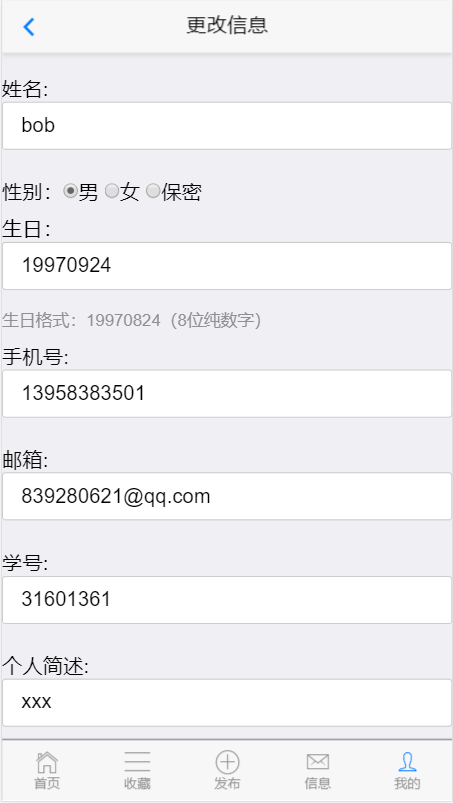 更改信息
姓名:
bob
性别：男 女 保密
生日：
19970924
生日格式：19970824（8位纯数字）
手机号:
13958383501
邮箱:
839280621@qq.com
学号:
31601361
个人简述:
xxx
首页 收藏 发布 信息 我的